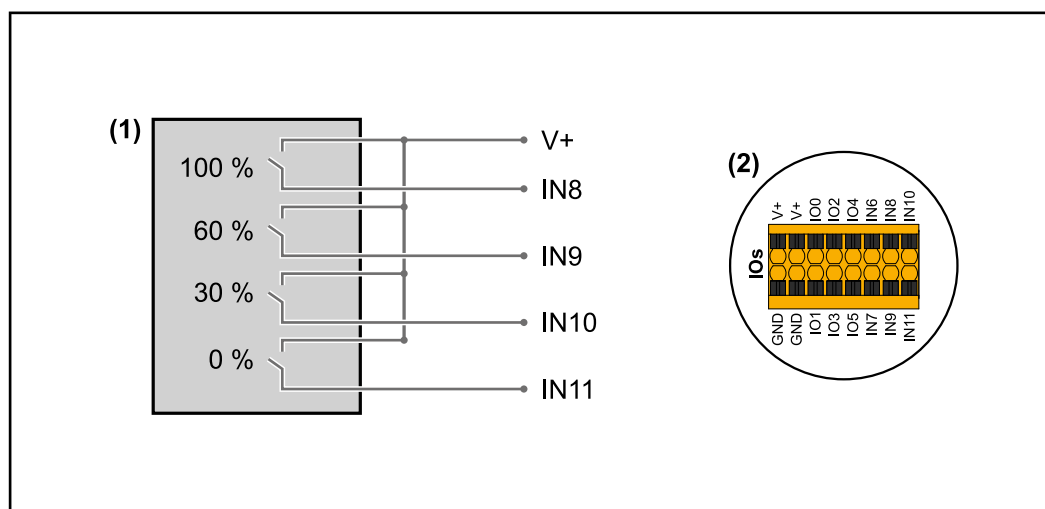 (1)
100 %
60 %
30 %
0 %
V+
IN8
IN9
IN10
IN11
(2)
V+ V+ IO0 IO2 IO4 IN6 IN8 IN10
IOs
GND GND IO1 IO3 IO5 IN7 IN9 IN11